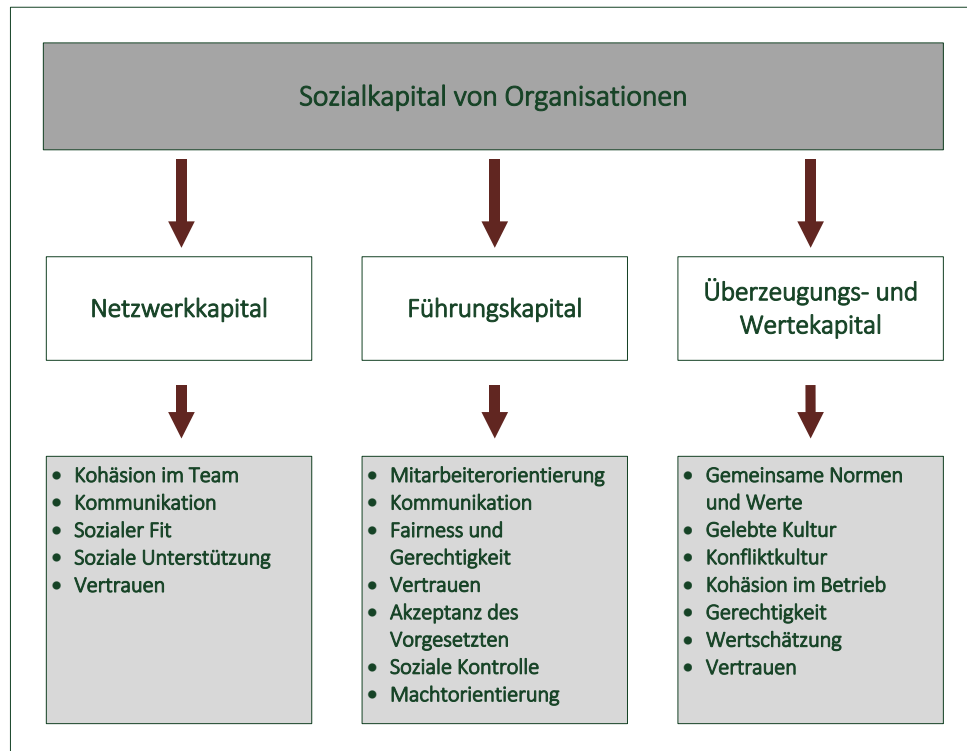 Sozialkapital von Organisationen
Netzwerkkapital
Führungskapital
Überzeugungs- und
Wertekapital
• Kohäsion im Team
• Kommunikation
• Sozialer Fit
• Soziale Unterstützung
• Vertrauen
• Mitarbeiterorientierung
• Kommunikation
• Fairness und
Gerechtigkeit
• Vertrauen
• Akzeptanz des
Vorgesetzten
• Soziale Kontrolle
• Machtorientierung
• Gemeinsame Normen
und Werte
• Gelebte Kultur
• Konfliktkultur
• Kohäsion im Betrieb
• Gerechtigkeit
• Wertschätzung
• Vertrauen